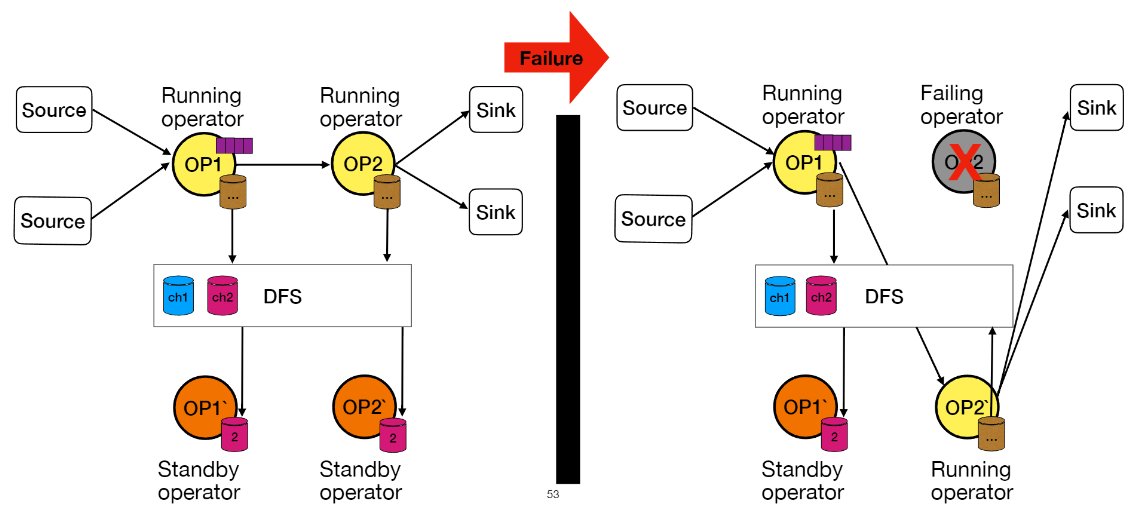 Failure
Running
operator
Running
operator
Source
Sink
OP1
OP2
...
...
Source
Sink
ch1
ch2
DFS
OP1`
OP2`
2
2
Standby
operator
Standby
operator
53
Running
operator
Failing
operator
Source
Sink
OP1
OP2
X
...
...
Source
Sink
ch1
ch2
DFS
OP1`
OP2`
2
...
Standby
operator
Running
operator